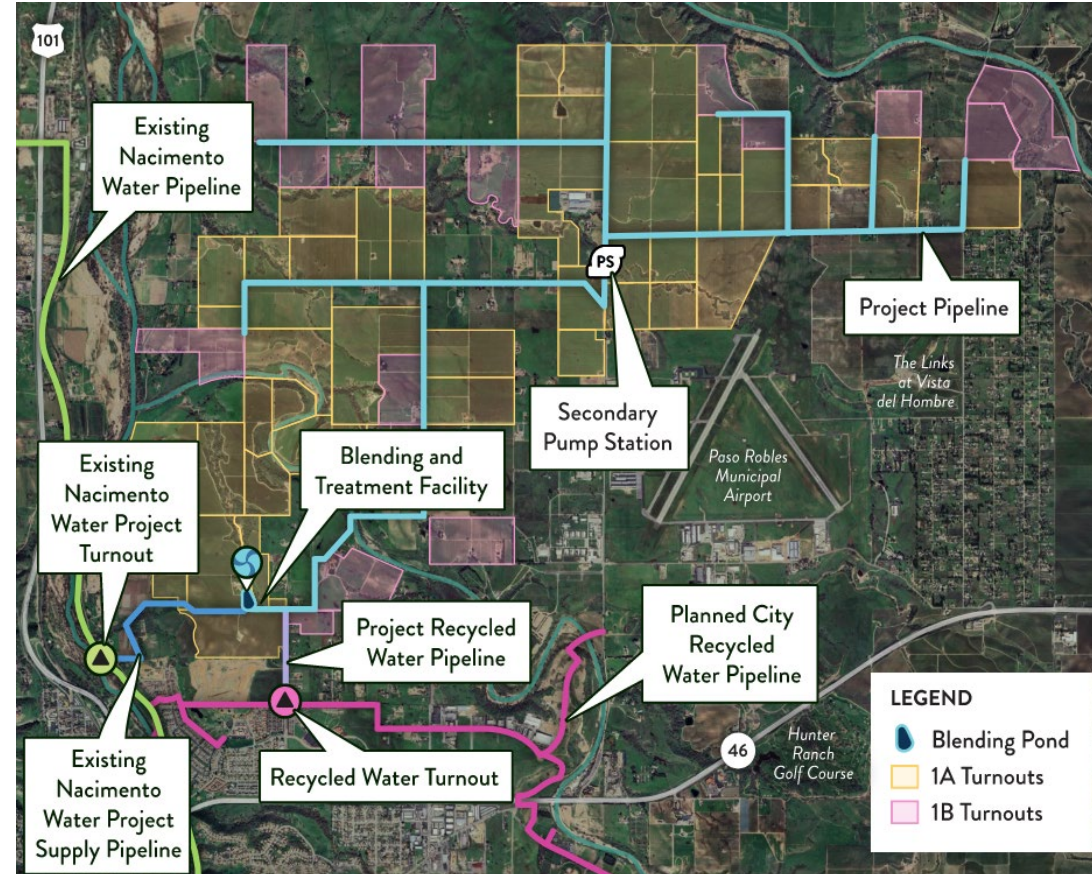 101
Existing
Nacimento
Water Pipeline
PS
Project Pipeline
The Links
at Vista
del Hombre
Secondary
Pump Station
Paso Robles
Municipal
Airport
Existing
Nacimento
Water Project
Turnout
Blending and
Treatment Facility
Project Recycled
Water Pipeline
Planned City
Recycled
Water Pipeline
Existing
Nacimento
Water Project
Supply Pipeline
Recycled Water Turnout
46
Hunter
Ranch
Golf Course
LEGEND
Blending Pond
1A Turnouts
1B Turnouts